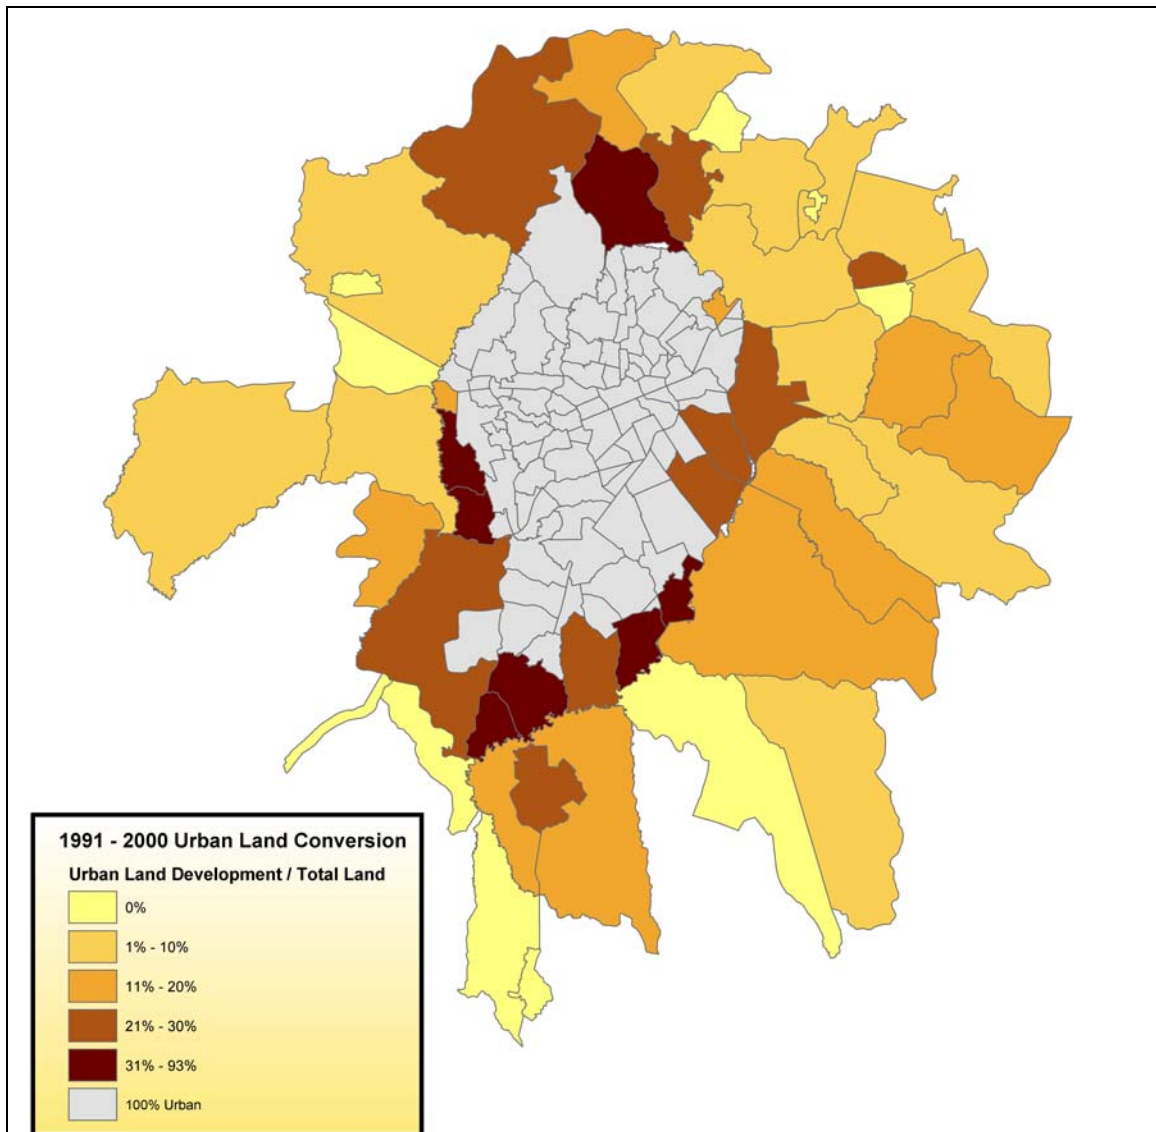 1991 - 2000 Urban Land Conversion
Urban Land Development / Total Land
0%
1% - 10%
11% - 20%
21% - 30%
31% - 93%
100% Urban